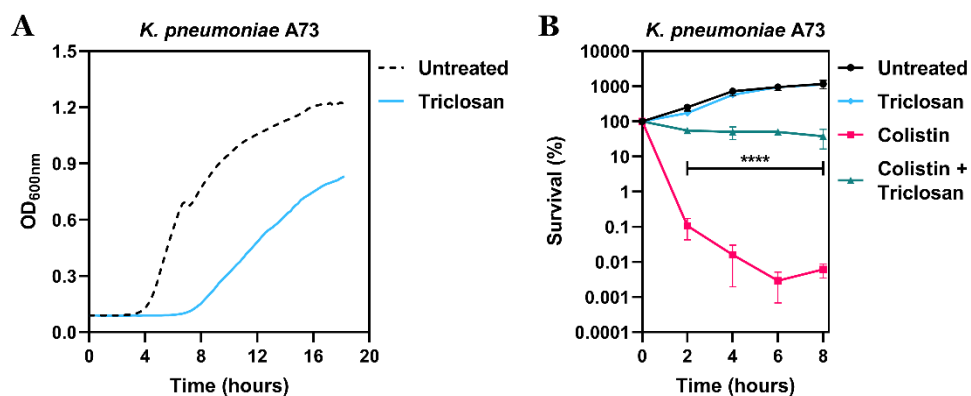 A
K. pneumoniae A73
1.5
1.2
0.9
0.6
0.3
0.0
OD600nm
0
4
8
12
16
20
Time (hours)
Untreated
Triclosan
B
K. pneumoniae A73
10000
1000
100
10
1
0.1
0.01
0.001
0.0001
Survival (%)
****
0
2
4
6
8
Time (hours)
Untreated
Triclosan
Colistin
Colistin +
Triclosan